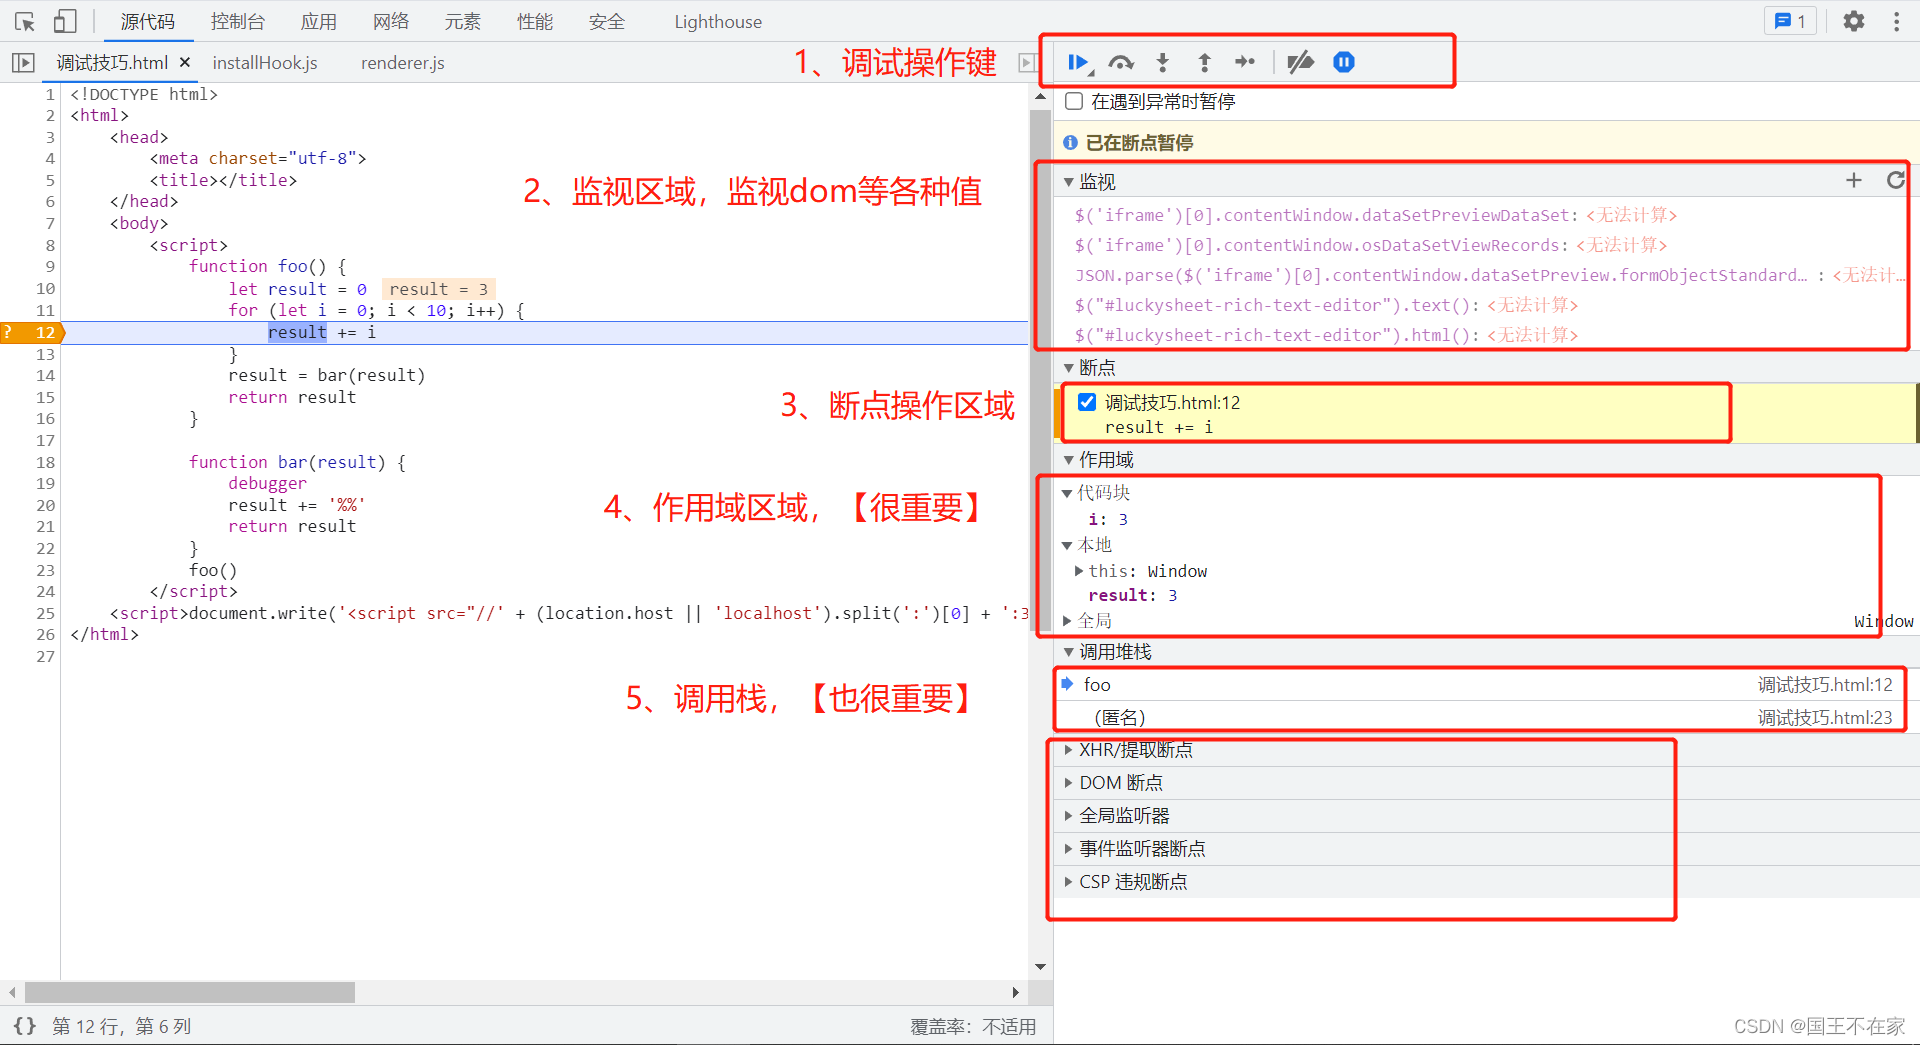 源代码 控制台 应用 网络 元素 性能 安全 Lighthouse 1
调试技巧.html × installHook.js renderer.js
1、调试操作键
在遇到异常时暂停
已在断点暂停
1 <!DOCTYPE html>
2 <html>
3 <head>
4 <meta charset="utf-8">
5 <title></title>
6 </head>
7 <body>
8 <script>
9 function foo() {
10 let result = 0 result = 3
11 for (let i = 0; i < 10; i++) {
? 12 result += i
13 }
14 result = bar(result)
15 return result
16 }
17
18 function bar(result) {
19 debugger
20 result += '%%'
21 return result
22 }
23 foo()
24 </script>
25 <script>document.write('<script src="//' + (location.host || 'localhost').split(':')[0] + ':3
26 </html>
27
2、监视区域，监视dom等各种值
3、断点操作区域
4、作用域区域，【很重要】
5、调用栈，【也很重要】
监视
$('iframe')[0].contentWindow.dataSetPreviewDataSet: <无法计算>
$('iframe')[0].contentWindow.osDataSetViewRecords: <无法计算>
JSON.parse($('iframe')[0].contentWindow.dataSetPreview.formObjectStandard… : <无法计…
$("#luckysheet-rich-text-editor").text(): <无法计算>
$("#luckysheet-rich-text-editor").html(): <无法计算>
断点
调试技巧.html:12
result += i
作用域
代码块
i: 3
本地
this: Window
result: 3
全局 Window
调用堆栈
foo 调试技巧.html:12
(匿名) 调试技巧.html:23
XHR/提取断点
DOM 断点
全局监听器
事件监听器断点
CSP 违规断点
{} 第 12 行，第 6 列 覆盖率：不适用
CSDN @国王不在家